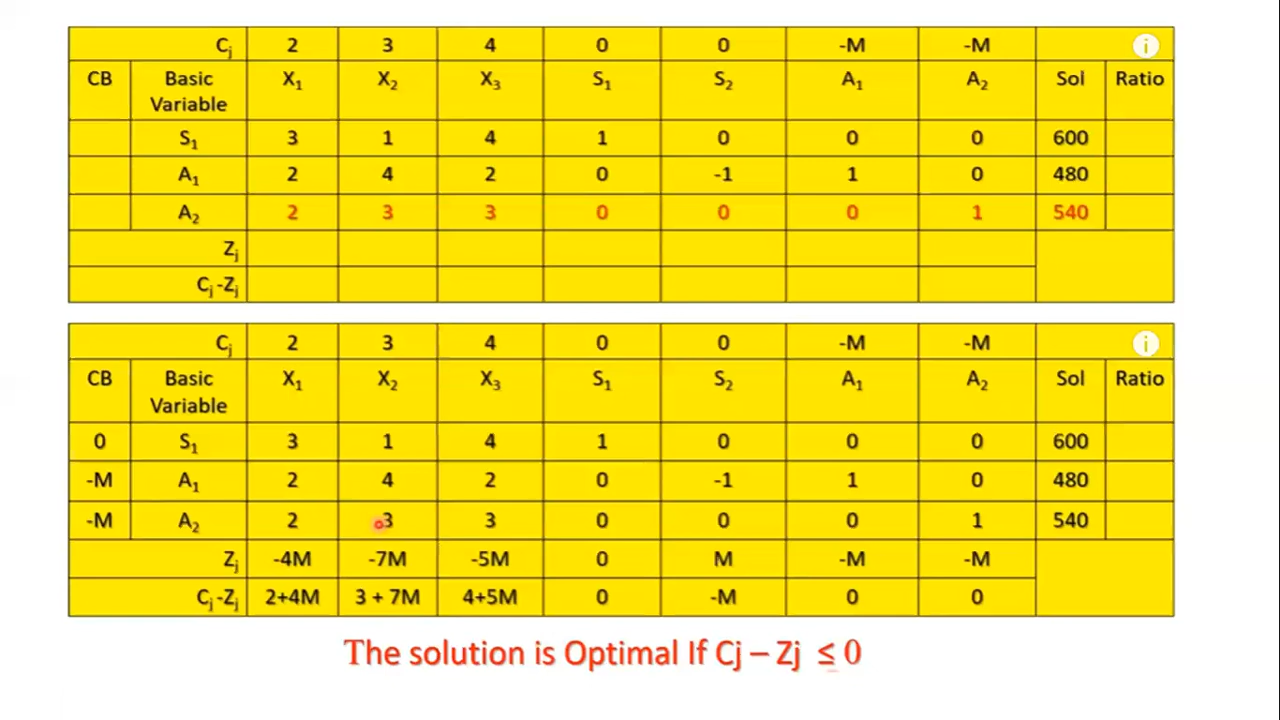 Cj 2 3 4 0 0 -M -M i
CB Basic Variable X1 X2 X3 S1 S2 A1 A2 Sol Ratio
S1 3 1 4 1 0 0 0 600
A1 2 4 2 0 -1 1 0 480
A2 2 3 3 0 0 0 1 540
Zj
Cj -Zj
Cj 2 3 4 0 0 -M -M i
CB Basic Variable X1 X2 X3 S1 S2 A1 A2 Sol Ratio
0 S1 3 1 4 1 0 0 0 600
-M A1 2 4 2 0 -1 1 0 480
-M A2 2 3 3 0 0 0 1 540
Zj -4M -7M -5M 0 M -M -M
Cj -Zj 2+4M 3 + 7M 4+5M 0 -M 0 0
The solution is Optimal If Cj – Zj ≤ 0